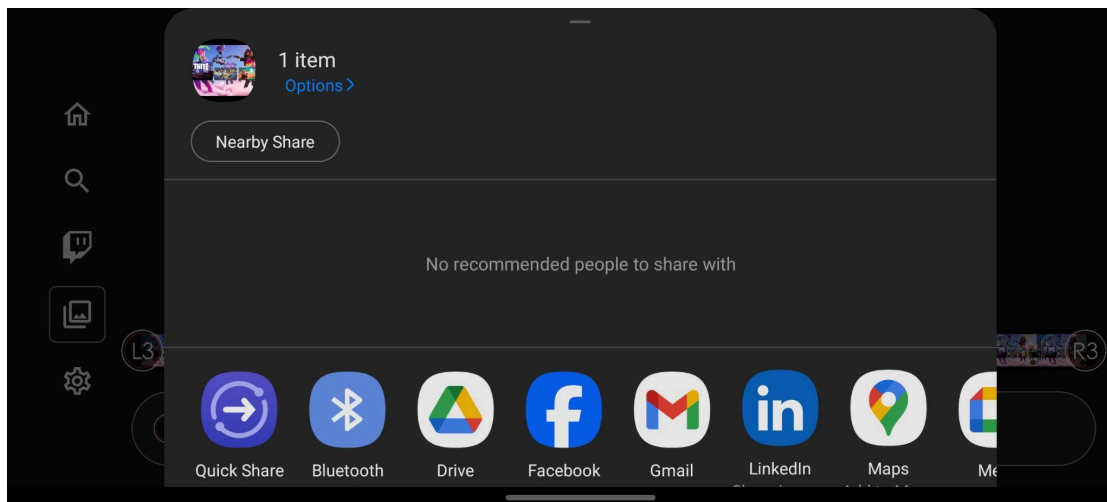 1 item
Options >
Nearby Share
No recommended people to share with
L3
R3
Quick Share
Bluetooth
Drive
Facebook
Gmail
LinkedIn
Maps